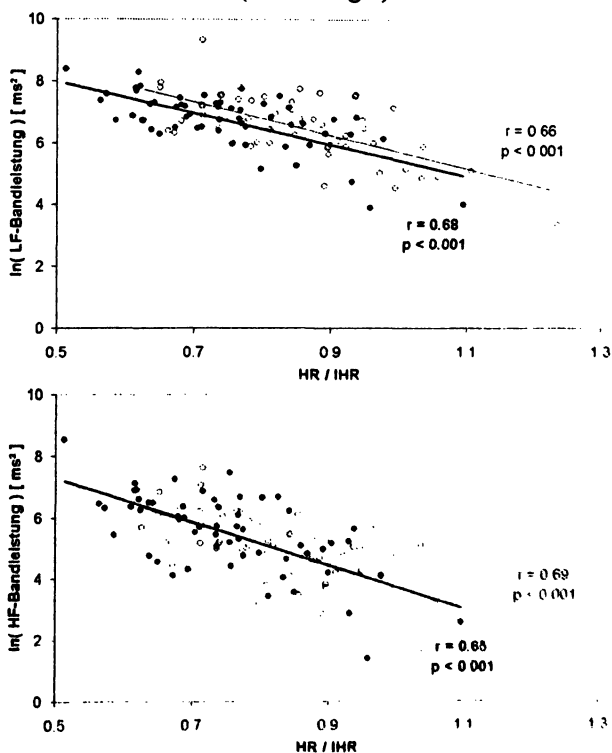 10
8
6
4
2
0
ln( LF-Bandleistung ) [ ms² ]
r = 0.66
p < 0.001
r = 0.68
p < 0.001
0.5 0.7 0.9 1.1 1.3
HR / IHR
10
8
6
4
2
0
ln( HF-Bandleistung ) [ ms² ]
r = 0.69
p < 0.001
r = 0.65
p < 0.001
0.5 0.7 0.9 1.1 1.3
HR / IHR